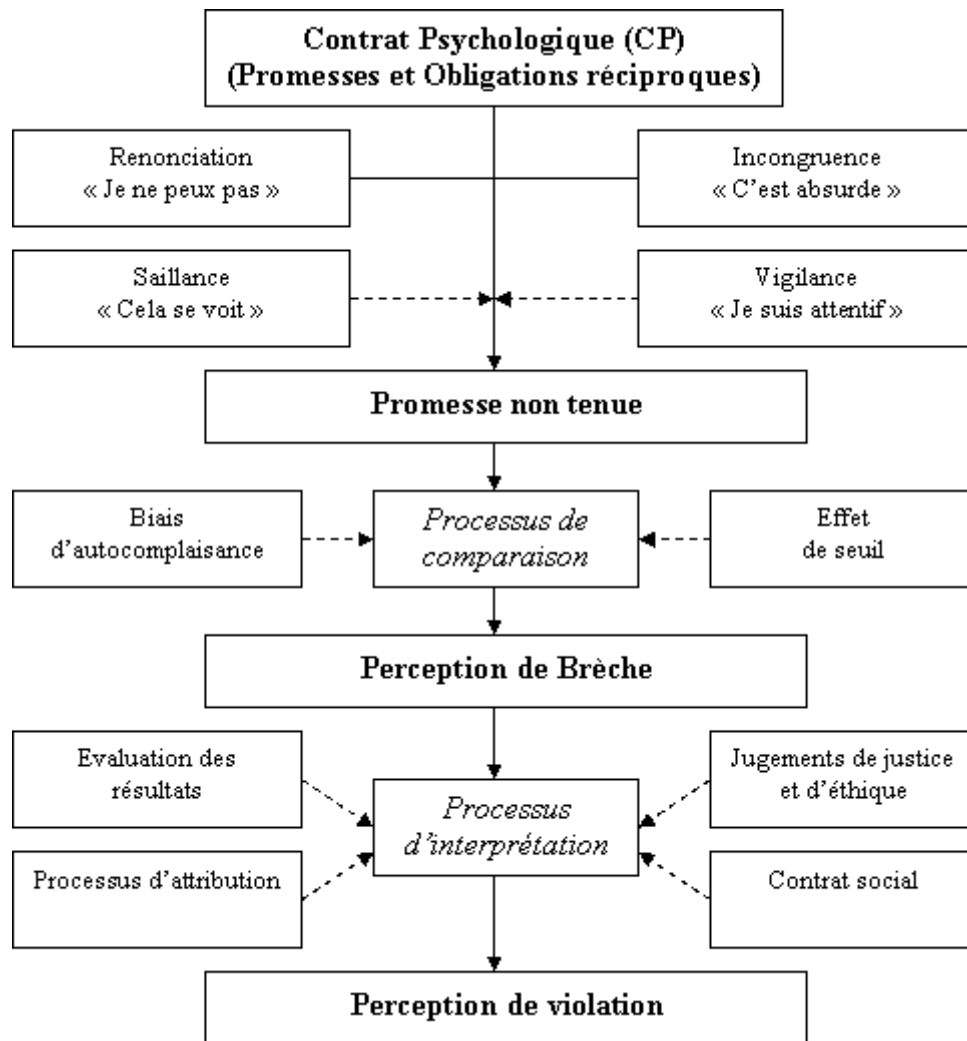 Contrat Psychologique (CP)
(Promesses et Obligations réciproques)
Renonciation
« Je ne peux pas »
Incongruence
« C'est absurde »
Saillance
« Cela se voit »
Vigilance
« Je suis attentif »
Promesse non tenue
Biais
d'autocomplaisance
Processus de
comparaison
Effet
de seuil
Perception de Brèche
Evaluation des
résultats
Jugements de justice
et d'éthique
Processus
d'interprétation
Processus d'attribution
Contrat social
Perception de violation